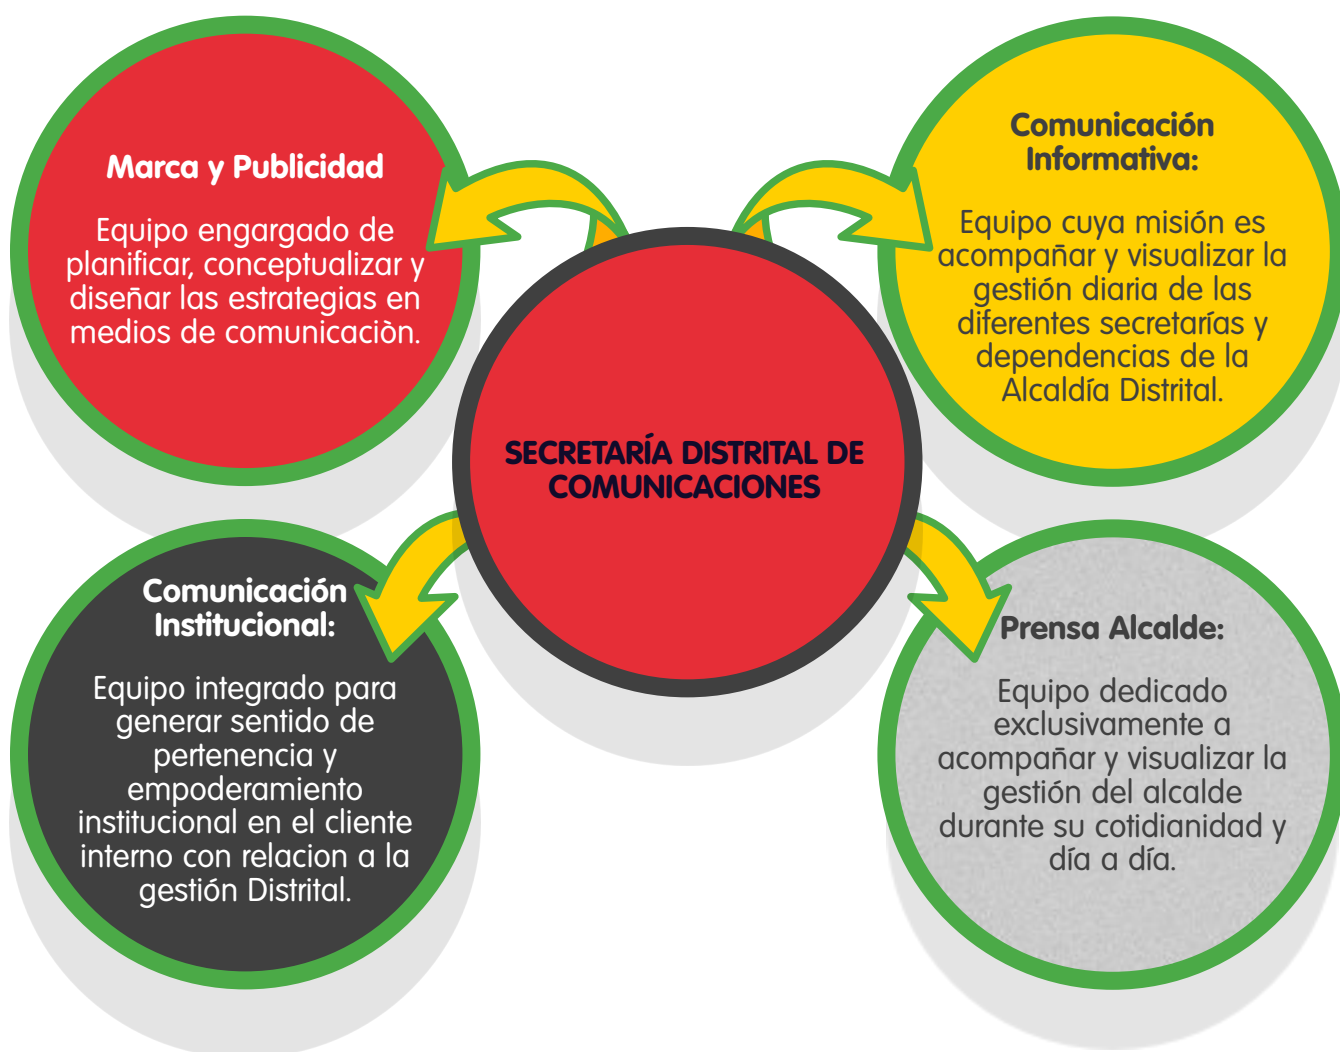 Marca y Publicidad
Equipo engargado de
planificar, conceptualizar y
diseñar las estrategias en
medios de comunicaciòn.
Comunicación
Informativa:
Equipo cuya misión es
acompañar y visualizar la
gestión diaria de las
diferentes secretarías y
dependencias de la
Alcaldía Distrital.
SECRETARÍA DISTRITAL DE
COMUNICACIONES
Comunicación
Institucional:
Equipo integrado para
generar sentido de
pertenencia y
empoderamiento
institucional en el cliente
interno con relacion a la
gestión Distrital.
Prensa Alcalde:
Equipo dedicado
exclusivamente a
acompañar y visualizar la
gestión del alcalde
durante su cotidianidad y
día a día.